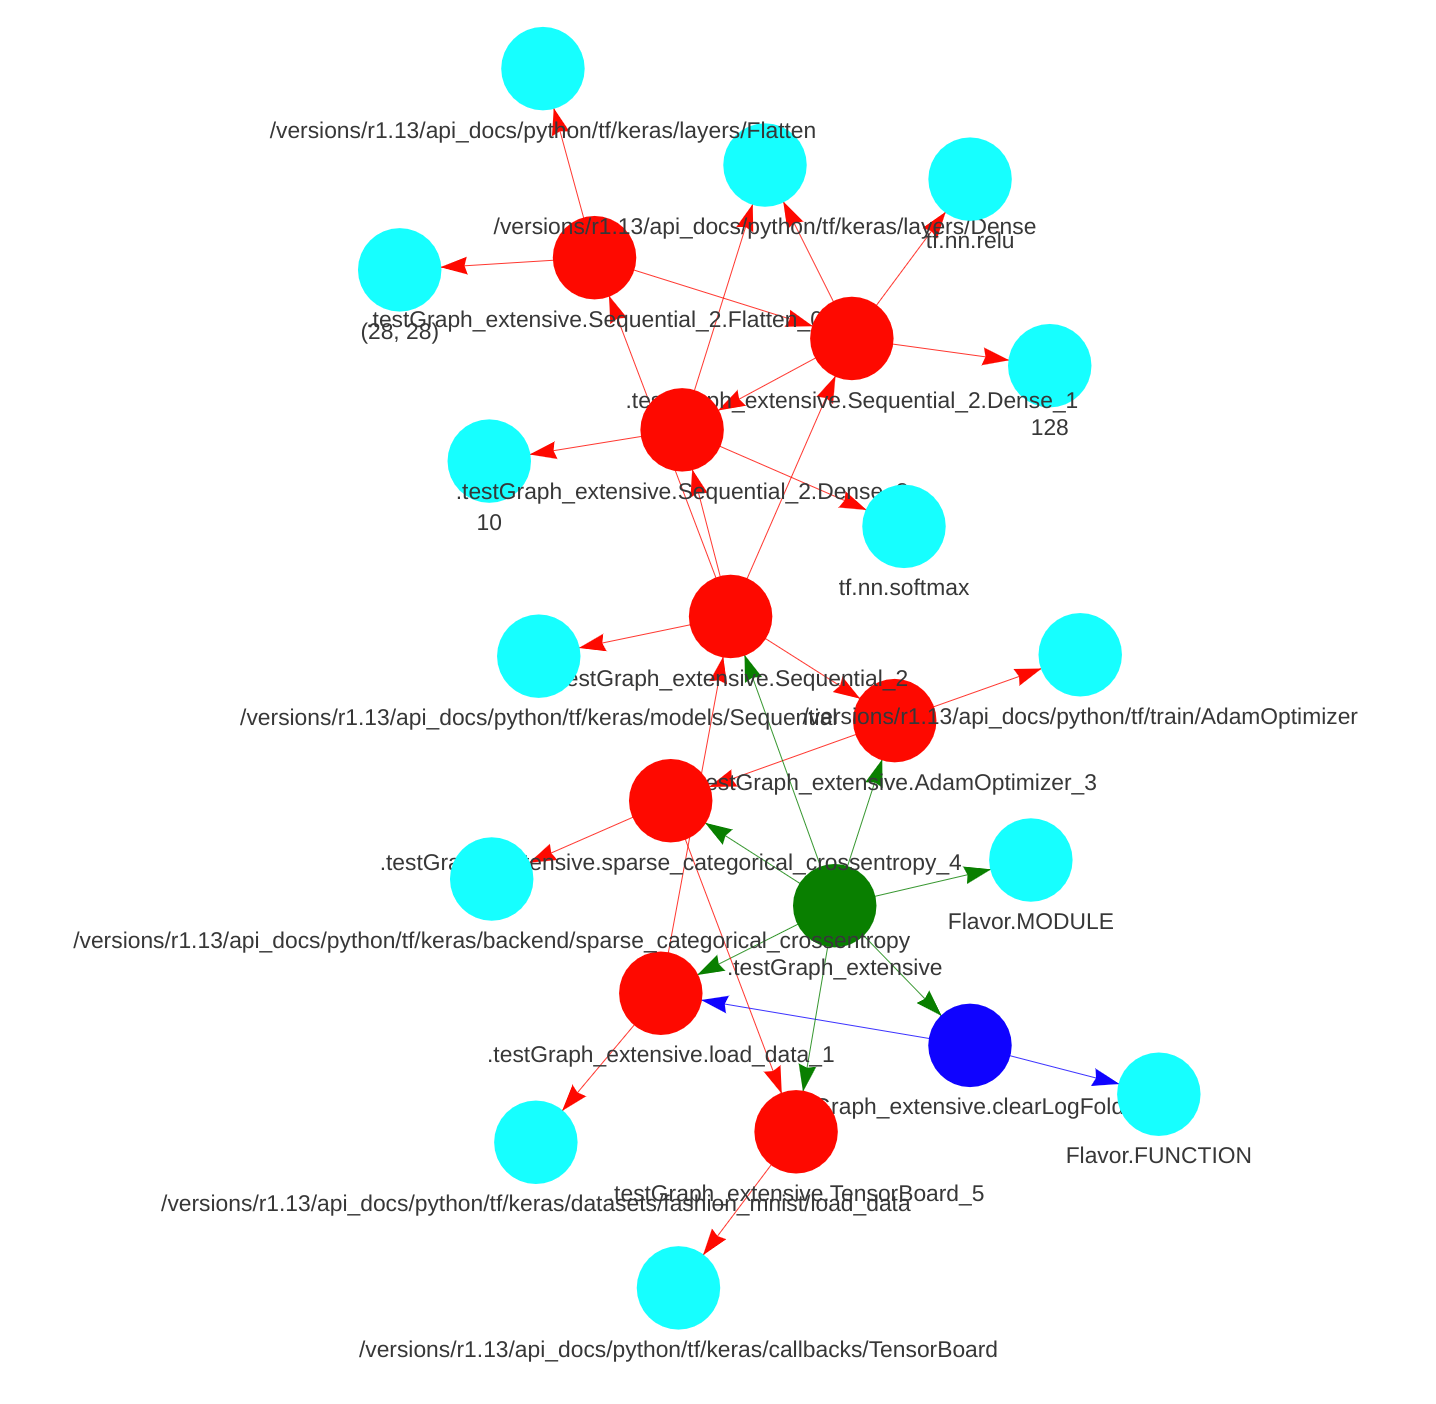 /versions/r1.13/api_docs/python/tf/keras/layers/Flatten
/versions/r1.13/api_docs/python/tf/keras/layers/Dense
tf.nn.relu
.testGraph_extensive.Sequential_2.Flatten_0
(28, 28)
.testGraph_extensive.Sequential_2.Dense_1
128
.testGraph_extensive.Sequential_2.Dense
10
tf.nn.softmax
testGraph_extensive.Sequential_2
/versions/r1.13/api_docs/python/tf/keras/models/Sequential
/versions/r1.13/api_docs/python/tf/train/AdamOptimizer
testGraph_extensive.AdamOptimizer_3
.testGraph_extensive.sparse_categorical_crossentropy_4
Flavor.MODULE
/versions/r1.13/api_docs/python/tf/keras/backend/sparse_categorical_crossentropy
.testGraph_extensive
.testGraph_extensive.load_data_1
Graph_extensive.clearLogFold
Flavor.FUNCTION
.testGraph_extensive.TensorBoard_5
/versions/r1.13/api_docs/python/tf/keras/datasets/fashion_mnist/load_data
/versions/r1.13/api_docs/python/tf/keras/callbacks/TensorBoard